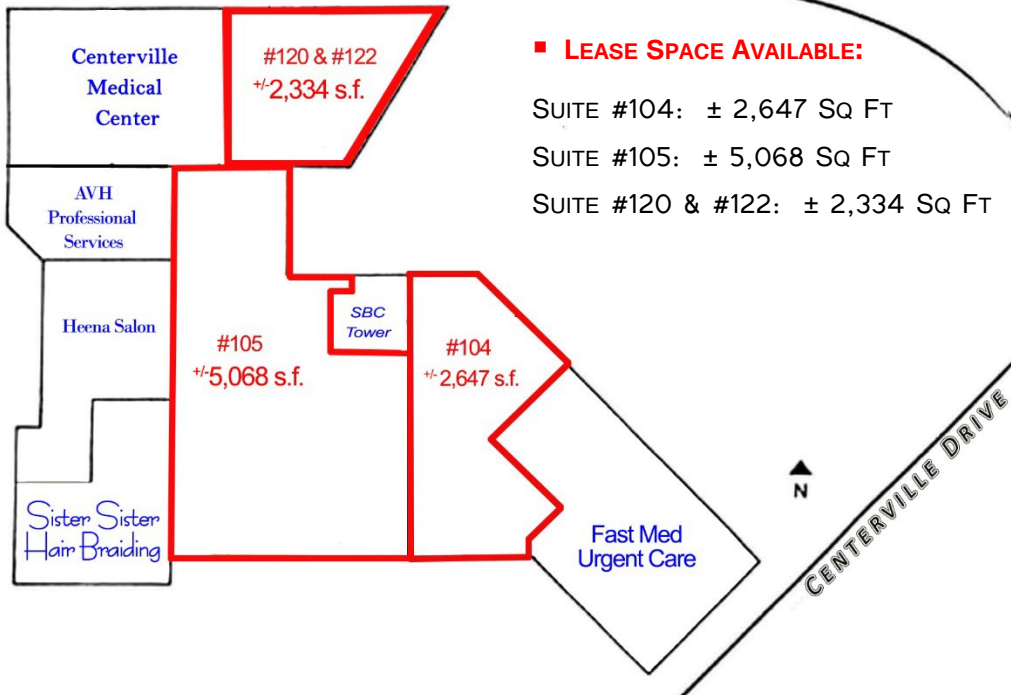 Centerville
Medical
Center
#120 & #122
+/-2,334 s.f.
▪ LEASE SPACE AVAILABLE:
SUITE #104: ± 2,647 SQ FT
SUITE #105: ± 5,068 SQ FT
SUITE #120 & #122: ± 2,334 SQ FT
AVH
Professional
Services
Heena Salon
#105
+/-5,068 s.f.
SBC
Tower
#104
+/-2,647 s.f.
Sister Sister
Hair Braiding
Fast Med
Urgent Care
N
CENTERVILLE DRIVE